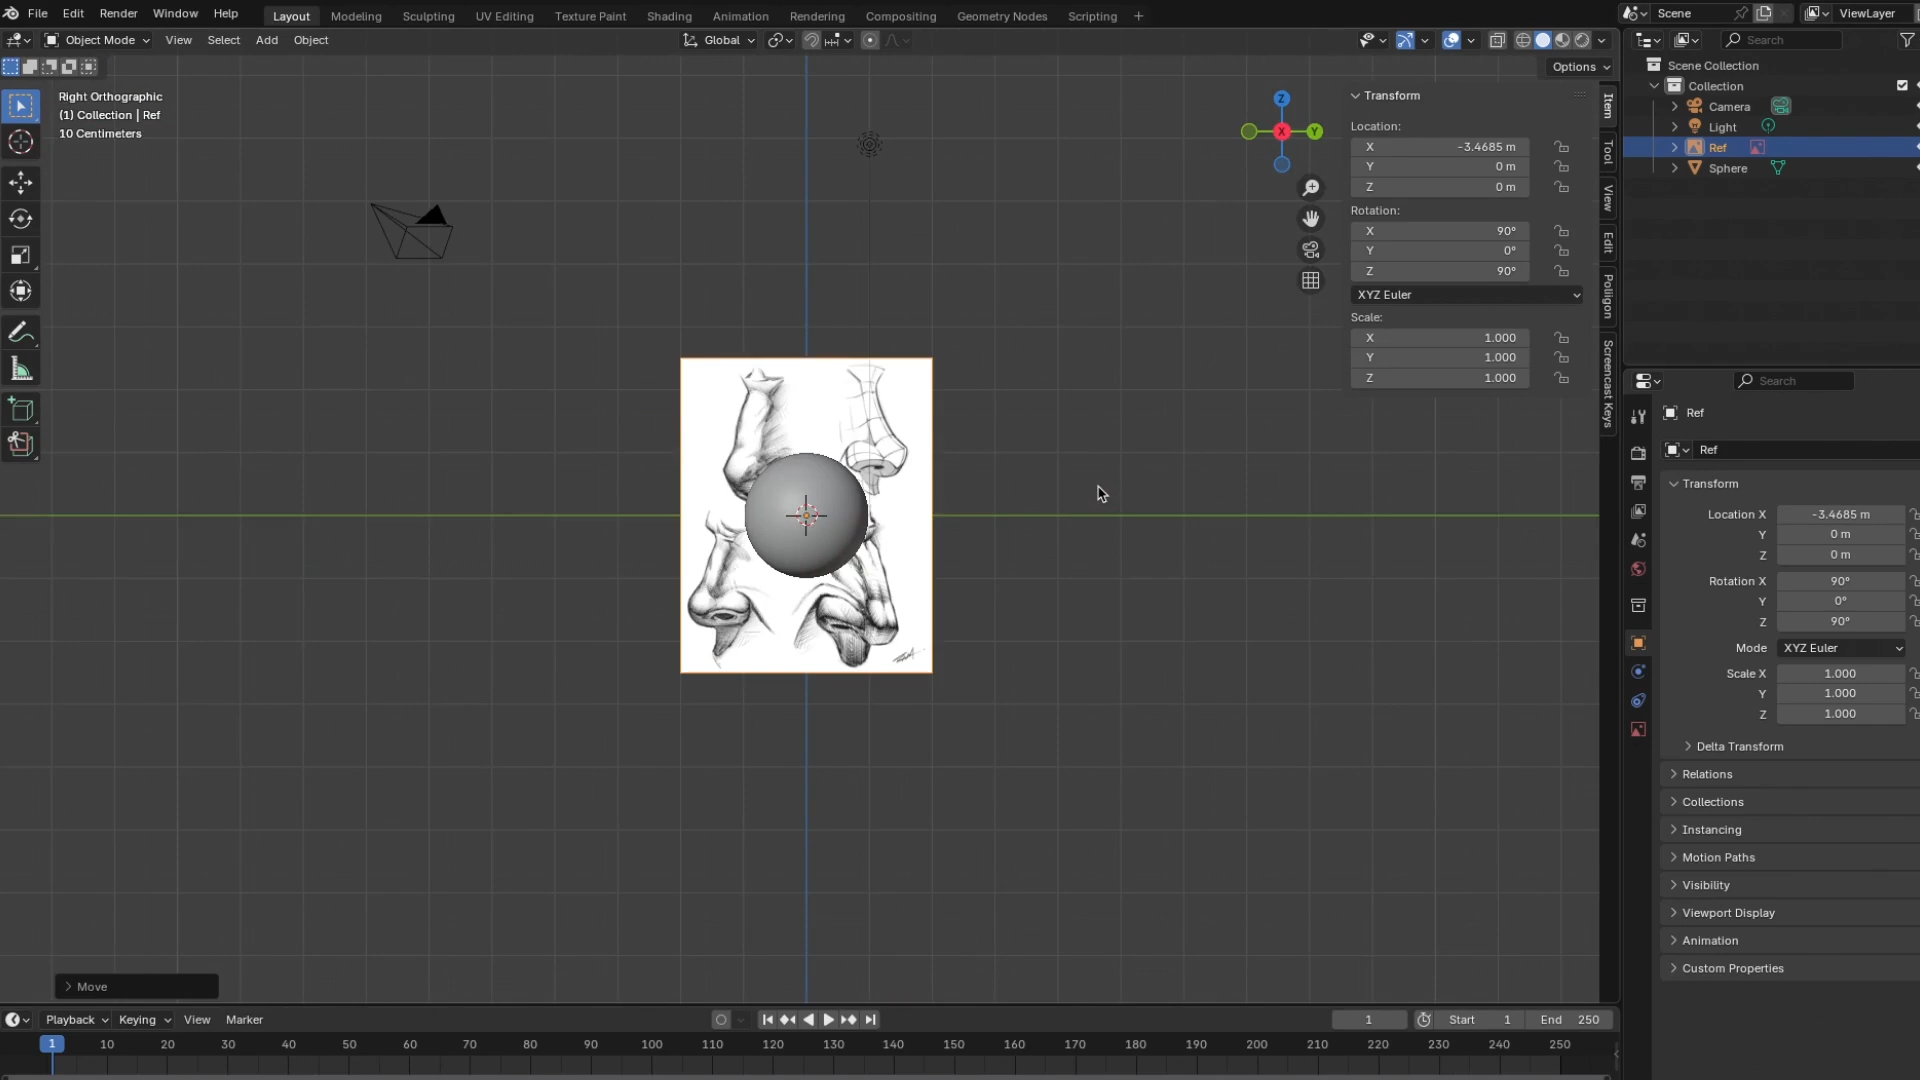 File Edit Render Window Help Layout Modeling Sculpting UV Editing Texture Paint Shading Animation Rendering Compositing Geometry Nodes Scripting + Scene ViewLayer
Object Mode View Select Add Object Global Search
Options
Right Orthographic
(1) Collection | Ref
10 Centimeters
Z
X
Y
Transform
Location:
X -3.4685 m
Y 0 m
Z 0 m
Rotation:
X 90°
Y 0°
Z 90°
XYZ Euler
Scale:
X 1.000
Y 1.000
Z 1.000
Item
Tool
View
Edit
Poliigon
Screencast Keys
Scene Collection
Collection
Camera
Light
Ref
Sphere
Search
Ref
Ref
Transform
Location X -3.4685 m
Y 0 m
Z 0 m
Rotation X 90°
Y 0°
Z 90°
Mode XYZ Euler
Scale X 1.000
Y 1.000
Z 1.000
Delta Transform
Relations
Collections
Instancing
Motion Paths
Visibility
Viewport Display
Animation
Custom Properties
Move
Playback Keying View Marker 1 Start 1 End 250
1 10 20 30 40 50 60 70 80 90 100 110 120 130 140 150 160 170 180 190 200 210 220 230 240 250